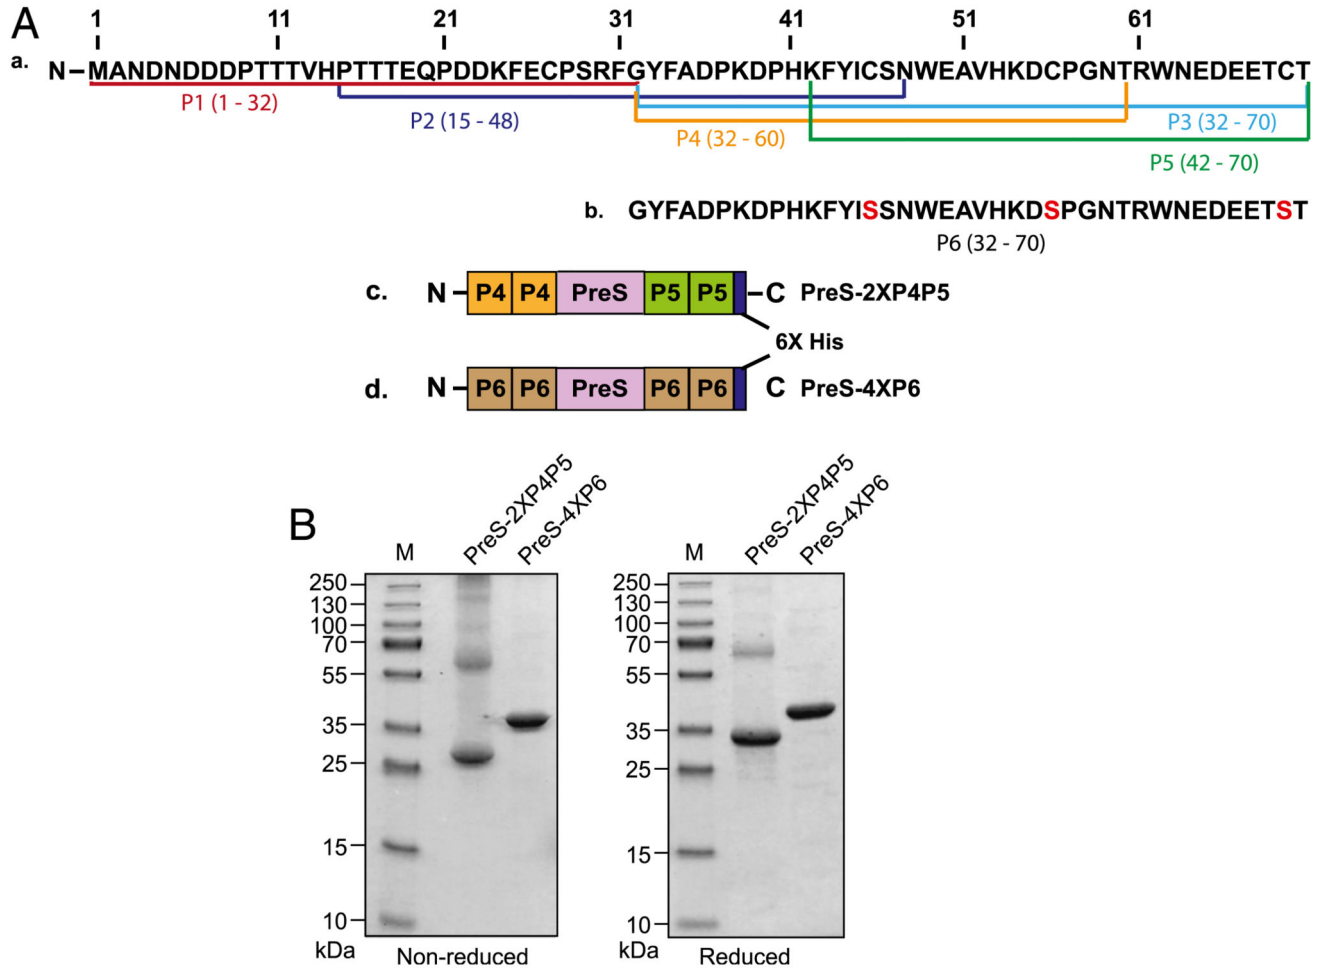 A
1 11 21 31 41 51 61
a. N–MANDNDDDPTTTVHPTTTEQPDDKFECPSRFGYFADPKDPHKFYICSNWEAVHKDCPGNTRWNEDEETCT
P1 (1 - 32)
P2 (15 - 48)
P4 (32 - 60)
P3 (32 - 70)
P5 (42 - 70)
b. GYFADPKDPHKFYISSNWEAVHKDSPGNTRWNEDEETST
P6 (32 - 70)
c. N P4 P4 PreS P5 P5 C PreS-2XP4P5
6X His
d. N P6 P6 PreS P6 P6 C PreS-4XP6
B
M PreS-2XP4P5 PreS-4XP6
250
130
100
70
55
35
25
15
10
kDa
Non-reduced
M PreS-2XP4P5 PreS-4XP6
250
130
100
70
55
35
25
15
10
kDa
Reduced